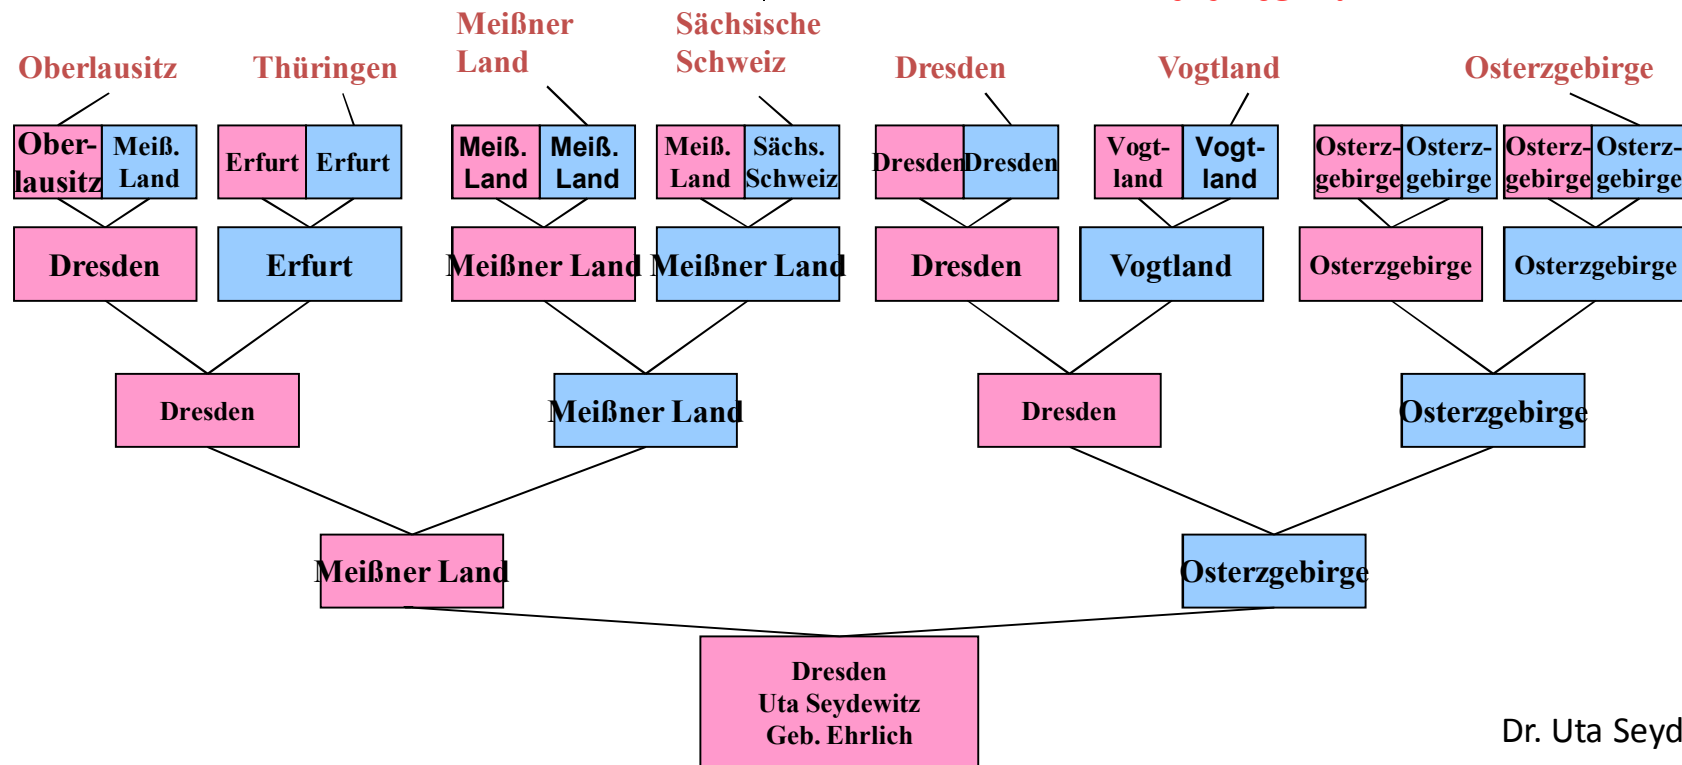 Meißner
Land
Sächsische
Schweiz
Oberlausitz
Thüringen
Dresden
Vogtland
Osterzgebirge
Ober-
lausitz
Meiß.
Land
Erfurt
Erfurt
Meiß.
Land
Meiß.
Land
Meiß.
Land
Sächs.
Schweiz
Dresden
Dresden
Vogt-
land
Vogt-
land
Osterz-
gebirge
Osterz-
gebirge
Osterz-
gebirge
Osterz-
gebirge
Dresden
Erfurt
Meißner Land
Meißner Land
Dresden
Vogtland
Osterzgebirge
Osterzgebirge
Dresden
Meißner Land
Dresden
Osterzgebirge
Meißner Land
Osterzgebirge
Dresden
Uta Seydewitz
Geb. Ehrlich
Dr. Uta Seyd